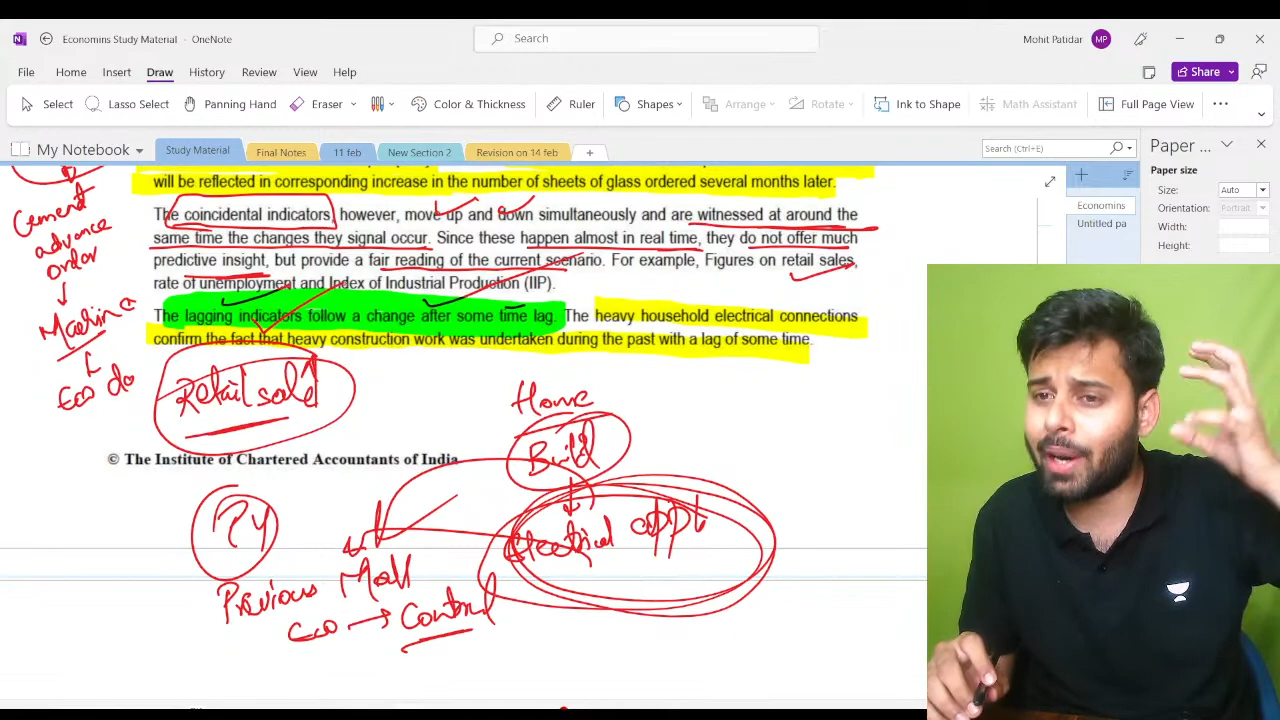 Economins Study Material - OneNote
Search
Mohit Patidar MP
File Home Insert Draw History Review View Help
Share
Select Lasso Select Panning Hand Eraser Color & Thickness Ruler Shapes Arrange Rotate Ink to Shape Math Assistant Full Page View
My Notebook Study Material Final Notes 11 feb New Section 2 Revision on 14 feb + Search (Ctrl+E)
Paper ...
Paper size
Size: Auto
Orientation: Portrait
Width:
Height:
Economins
Untitled pa
will be reflected in corresponding increase in the number of sheets of glass ordered several months later.
The coincidental indicators, however, move up and down simultaneously and are witnessed at around the
same time the changes they signal occur. Since these happen almost in real time, they do not offer much
predictive insight, but provide a fair reading of the current scenario. For example, Figures on retail sales,
rate of unemployment and Index of Industrial Production (IIP).
The lagging indicators follow a change after some time lag. The heavy household electrical connections
confirm the fact that heavy construction work was undertaken during the past with a lag of some time.
Cement
advance
order
Eco
Retail sale
Home
Build
© The Institute of Chartered Accountants of India
Electrical appt
PY
Previous
Eco →